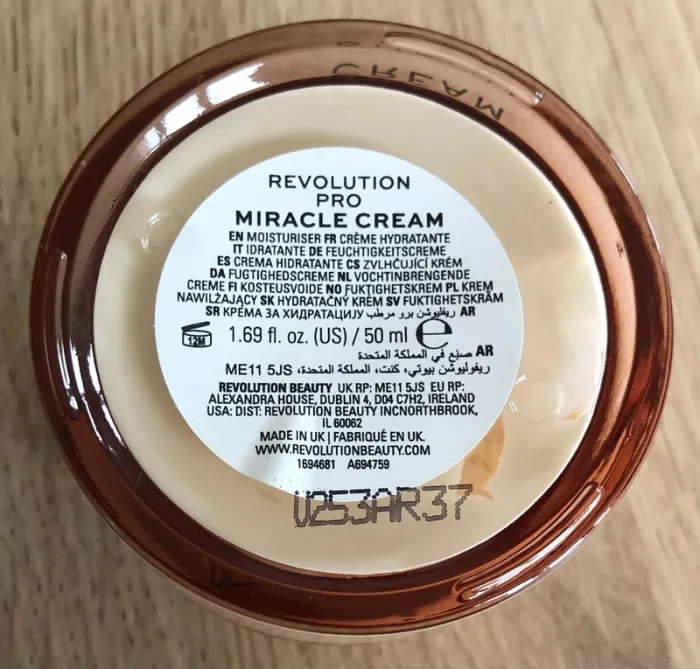 CREAM
REVOLUTION
PRO
MIRACLE CREAM
EN MOISTURISER FR CRÈME HYDRATANTE
IT IDRATANTE DE FEUCHTIGKEITSCREME
ES CREMA HIDRATANTE CS ZVLHČUJÍCÍ KRÉM
DA FUGTIGHEDSCREME NL VOCHTINBRENGENDE
CREME FI KOSTEUSVOIDE NO FUKTIGHETSKREM PL KREM
NAWILŻAJĄCY SK HYDRATAČNÝ KRÉM SV FUKTIGHETSKRÄM
SR КРЕМА ЗА ХИДРАТАЦИЈУ ريفليوشن برو مرطب AR
12M 1.69 fl. oz. (US) / 50 ml e
AR صنع في المملكة المتحدة
ريفوليوشن بيوتي، كنت، المملكة المتحدة، ME11 5JS
REVOLUTION BEAUTY UK RP: ME11 5JS EU RP:
ALEXANDRA HOUSE, DUBLIN 4, D04 C7H2, IRELAND
USA: DIST: REVOLUTION BEAUTY INCNORTHBROOK,
IL 60062
MADE IN UK | FABRIQUÉ EN UK.
WWW.REVOLUTIONBEAUTY.COM
1694681 A694759
V253AR37